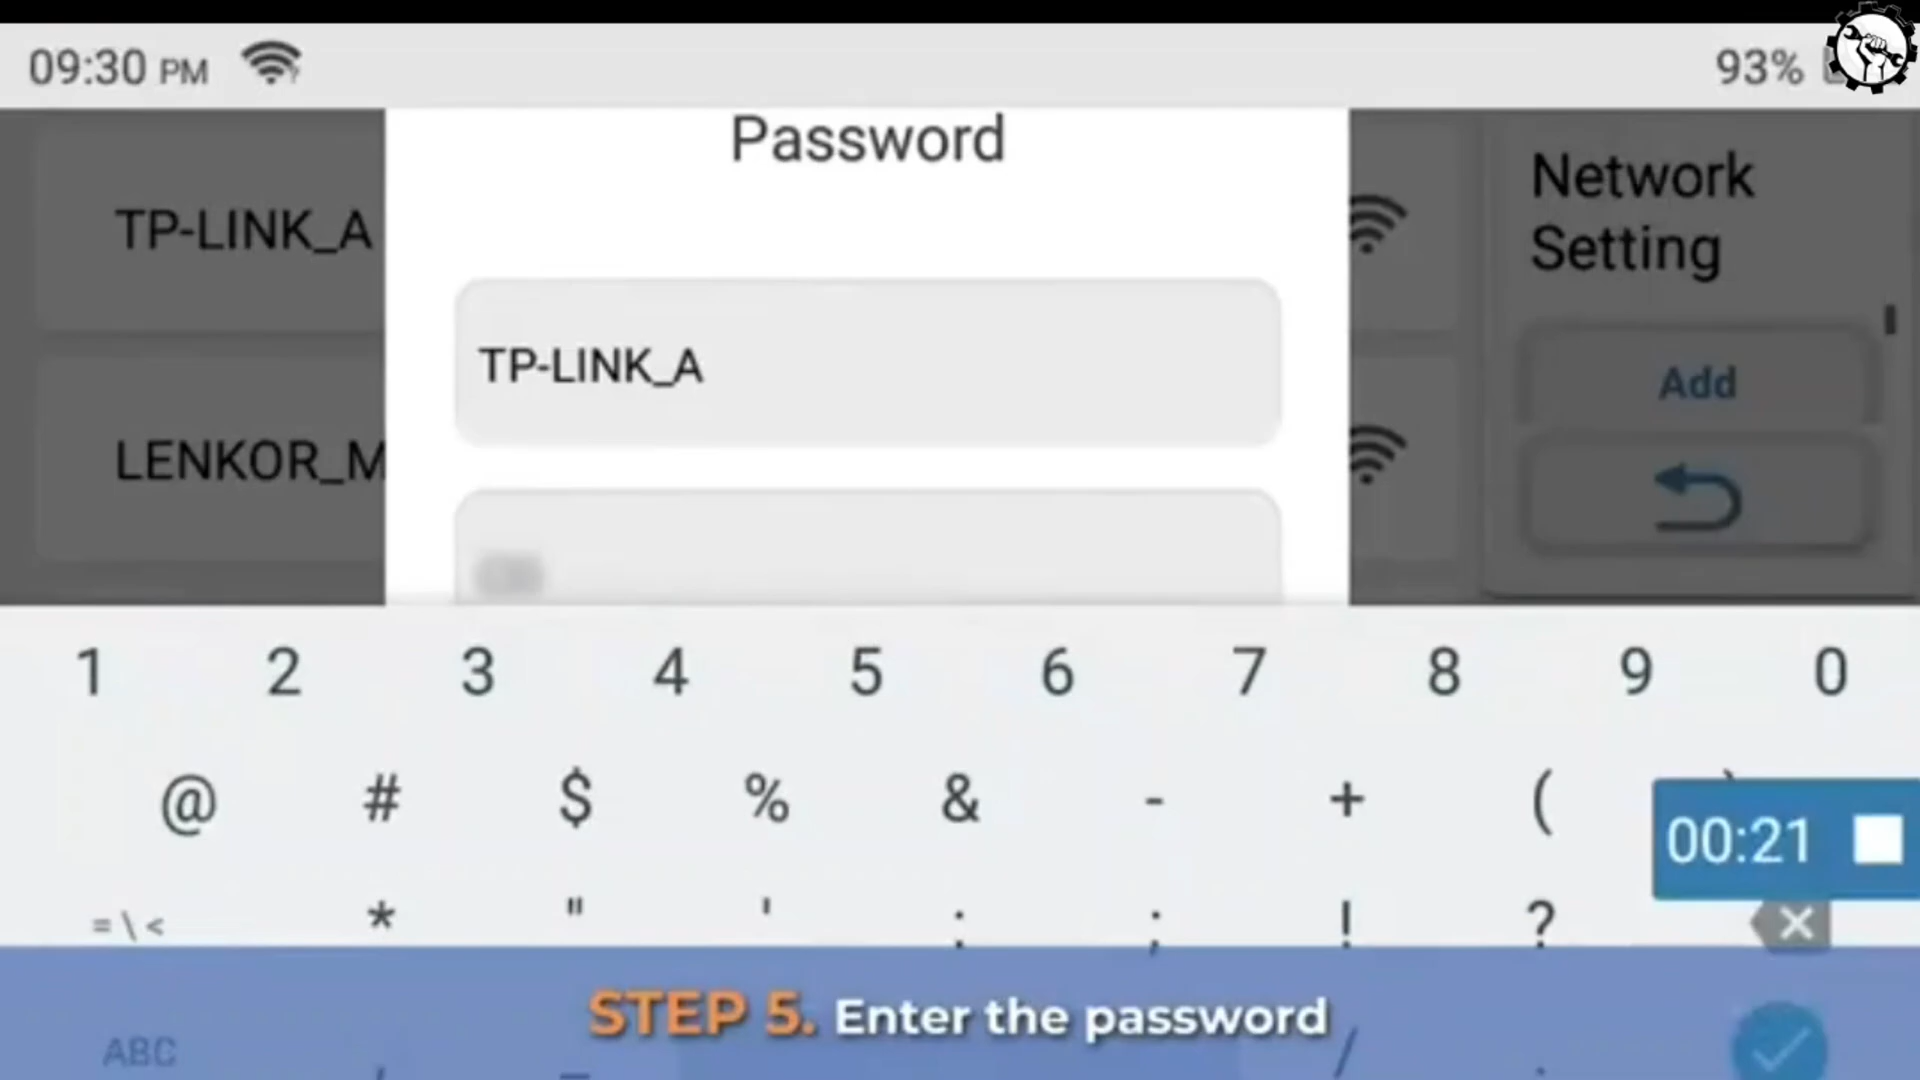 09:30 PM
93%
Password
TP-LINK_A
Network
Setting
TP-LINK_A
Add
LENKOR_M
1 2 3 4 5 6 7 8 9 0
@ # $ % & - + (
00:21
= \ < * " ' : ; ! ?
STEP 5. Enter the password
ABC , _ / .